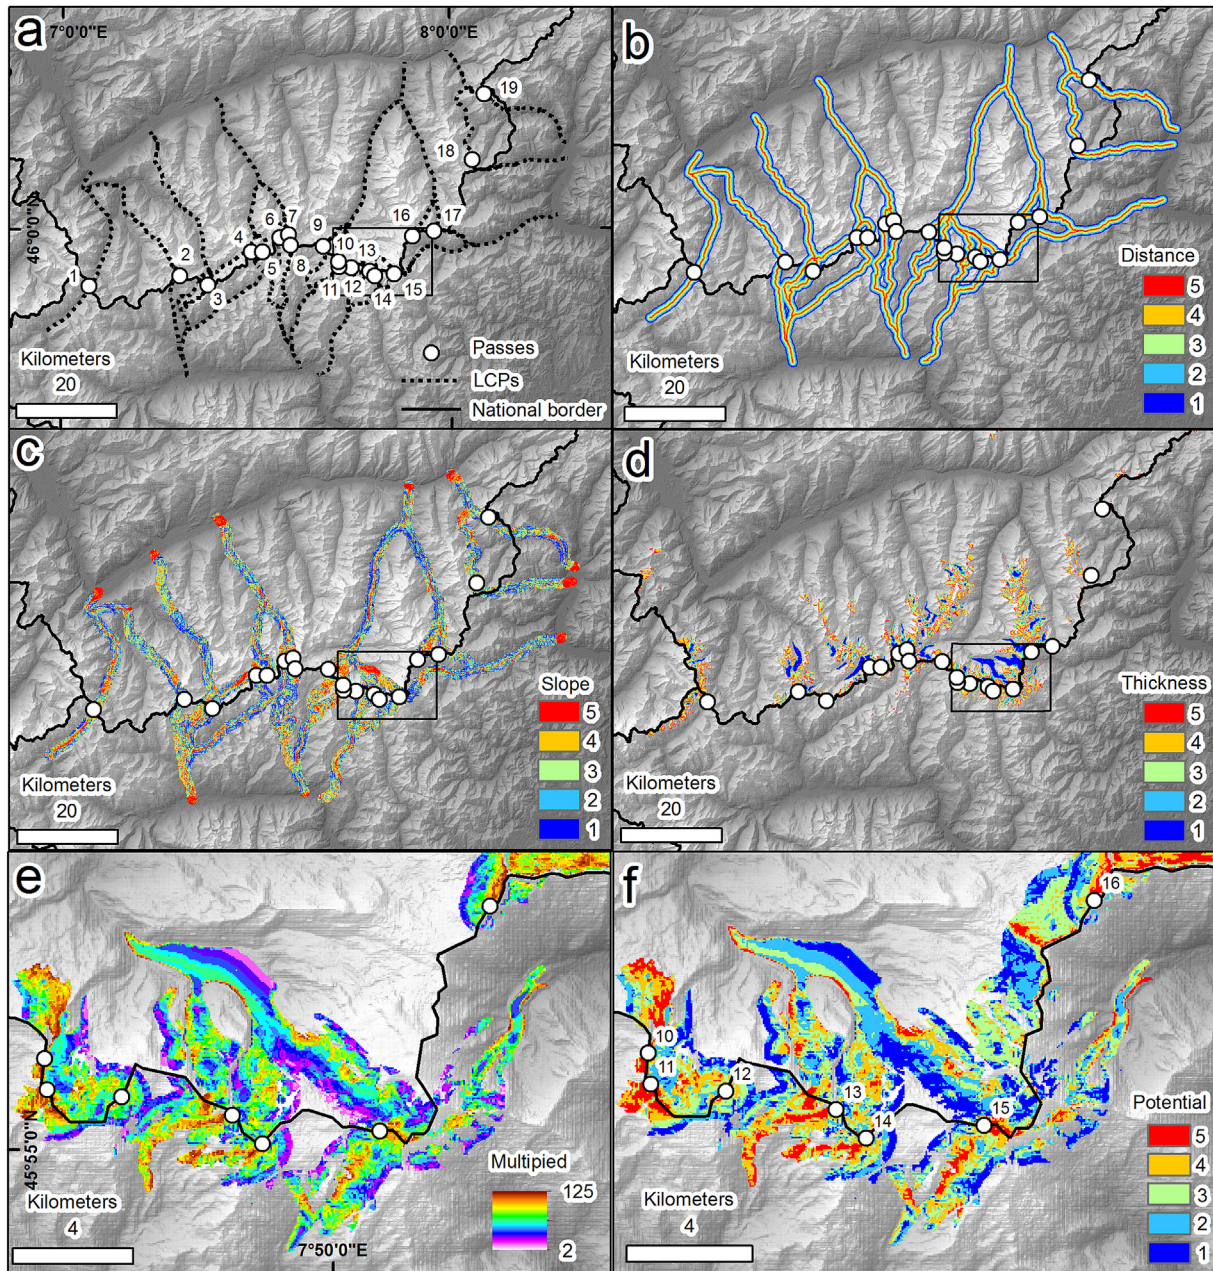 a
7°0'0"E
8°0'0"E
46°0'0"N
19
18
6
7
9
16
17
4
10
13
2
1
5
8
3
11
12
14
15
Kilometers
20
Passes
LCPs
National border
b
Distance
5
4
3
2
1
Kilometers
20
c
Slope
5
4
3
2
1
Kilometers
20
d
Thickness
5
4
3
2
1
Kilometers
20
e
45°55'0"N
Kilometers
4
7°50'0"E
Multipied
125
2
f
16
10
11
12
13
14
15
Kilometers
4
Potential
5
4
3
2
1